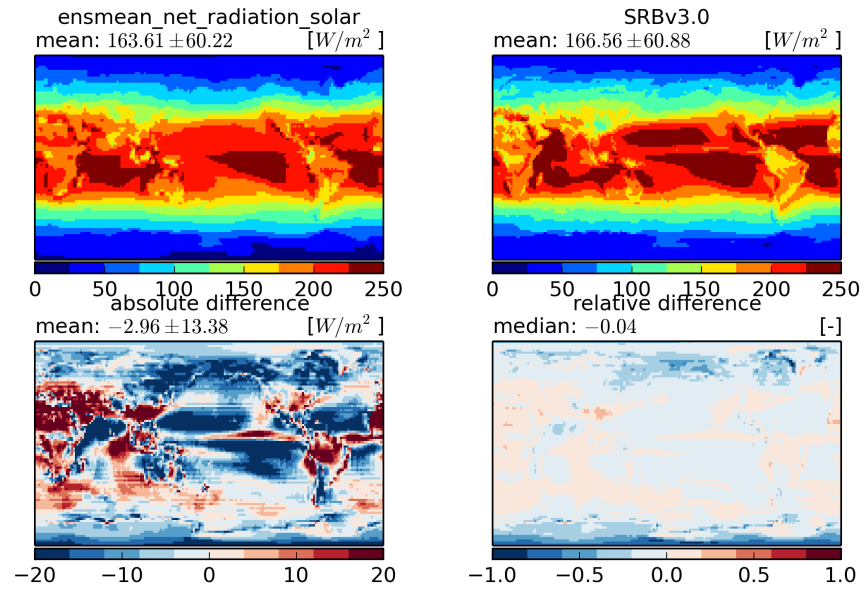 ensmean_net_radiation_solar
mean: 163.61 ±60.22 [W/m² ]
0 50 100 150 200 250
SRBv3.0
mean: 166.56 ±60.88 [W/m² ]
0 50 100 150 200 250
absolute difference
mean: −2.96 ±13.38 [W/m² ]
−20 −10 0 10 20
relative difference
median: −0.04 [-]
−1.0 −0.5 0.0 0.5 1.0